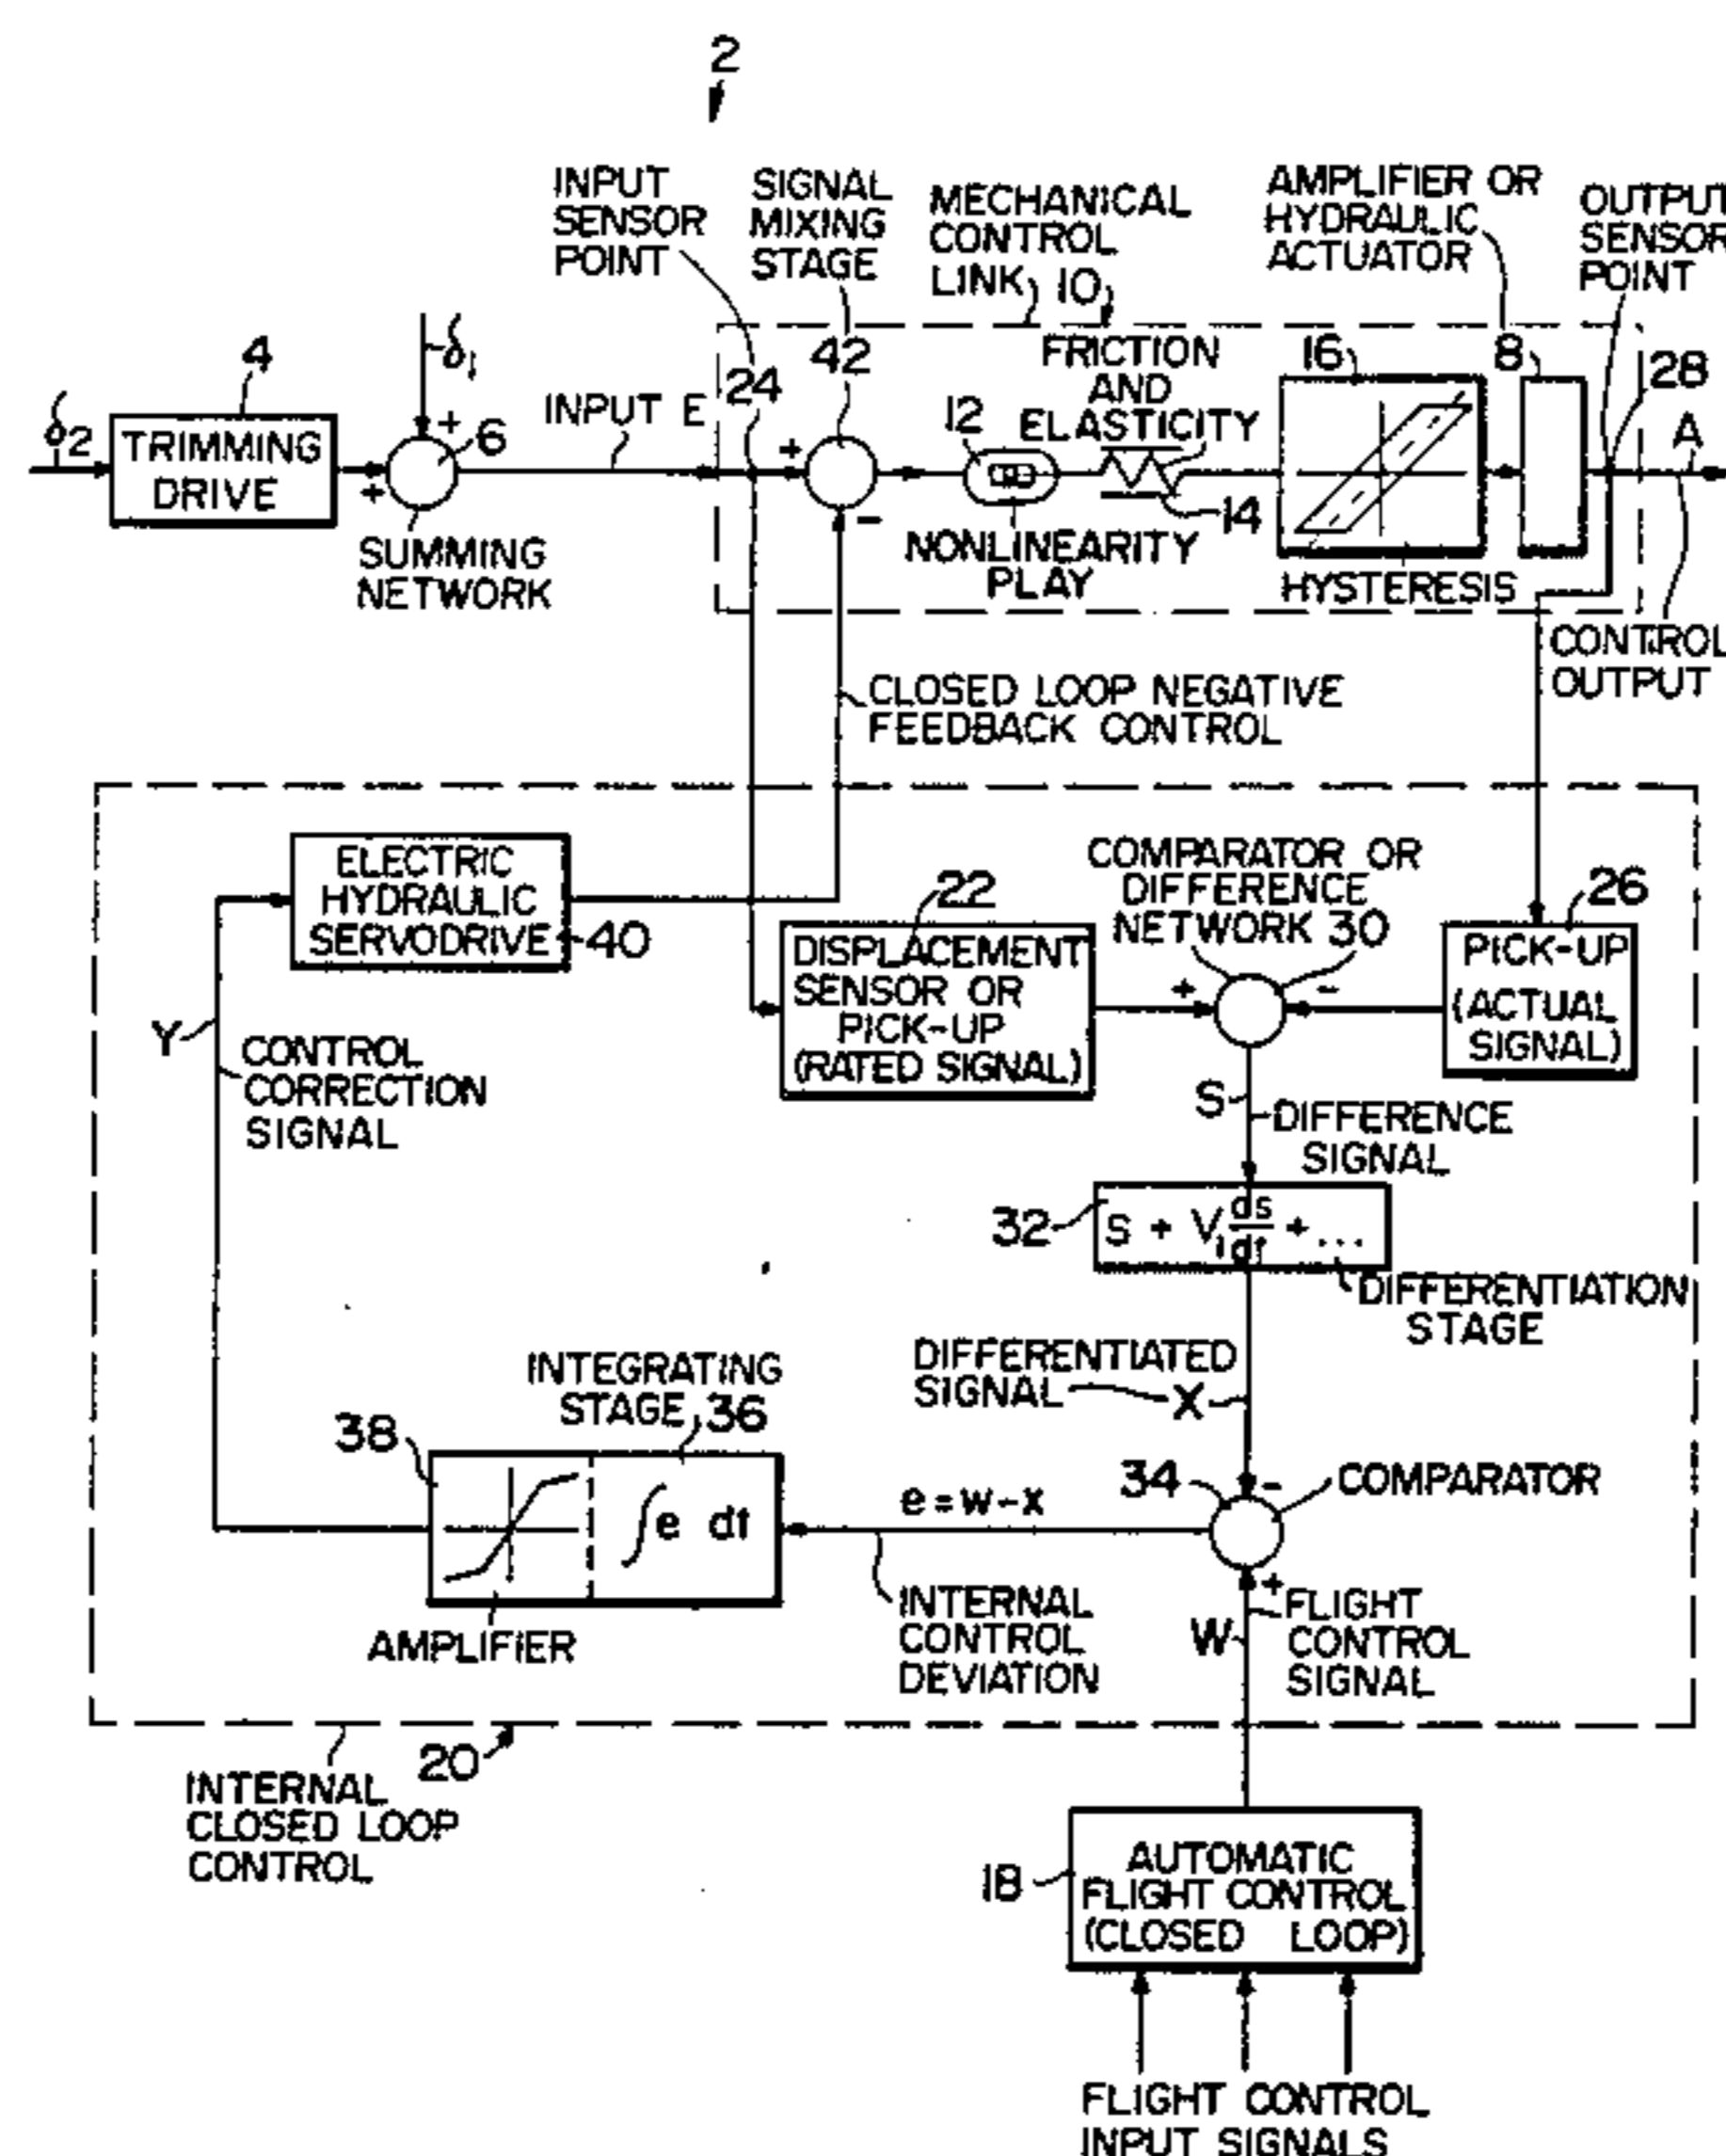 2
INPUT
SENSOR
POINT
SIGNAL
MIXING
STAGE
MECHANICAL
CONTROL
LINK
10
AMPLIFIER OR
HYDRAULIC
ACTUATOR
OUTPUT
SENSOR
POINT
δ2
4
TRIMMING
DRIVE
δ1
+
+
6
SUMMING
NETWORK
INPUT E
24
42
+
-
12
FRICTION
AND
ELASTICITY
14
NONLINEARITY
PLAY
16
HYSTERESIS
8
28
A
CONTROL
OUTPUT
CLOSED LOOP NEGATIVE
FEEDBACK CONTROL
ELECTRIC
HYDRAULIC
SERVODRIVE
40
22
DISPLACEMENT
SENSOR OR
PICK-UP
(RATED SIGNAL)
COMPARATOR OR
DIFFERENCE
NETWORK 30
+
-
26
PICK-UP
(ACTUAL
SIGNAL)
Y
CONTROL
CORRECTION
SIGNAL
S
DIFFERENCE
SIGNAL
32
S + V1 ds/dt + ...
DIFFERENTIATION
STAGE
DIFFERENTIATED
SIGNAL
X
INTEGRATING
STAGE
36
38
∫e dt
AMPLIFIER
e = w - x
34
-
COMPARATOR
+
INTERNAL
CONTROL
DEVIATION
W
FLIGHT
CONTROL
SIGNAL
20
INTERNAL
CLOSED LOOP
CONTROL
18
AUTOMATIC
FLIGHT CONTROL
(CLOSED LOOP)
FLIGHT CONTROL
INPUT SIGNALS